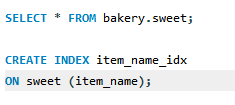 SELECT * FROM bakery.sweet;
CREATE INDEX item_name_idx
ON sweet (item_name);